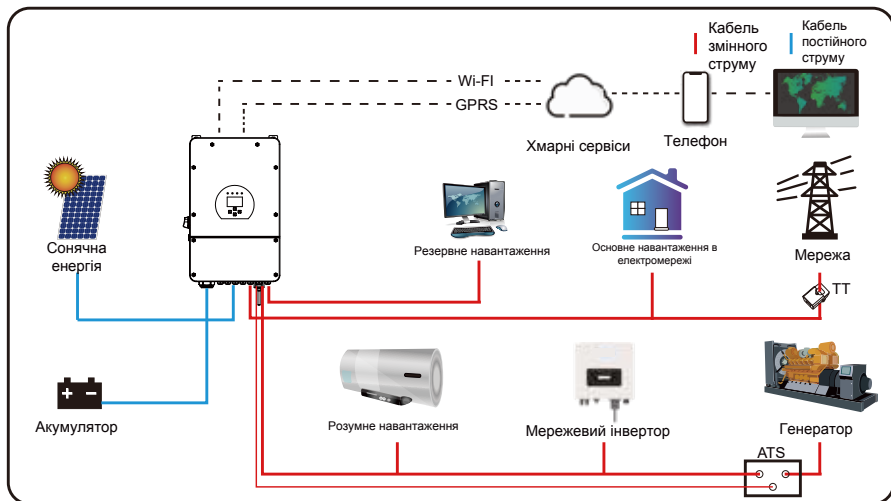 Кабель
змінного
струму
Кабель
постійного
струму
Wi-FI
GPRS
Хмарні сервіси
Телефон
Сонячна
енергія
Резервне навантаження
Основне навантаження в
електромережі
Мережа
ТТ
Акумулятор
Розумне навантаження
Мережевий інвертор
Генератор
ATS